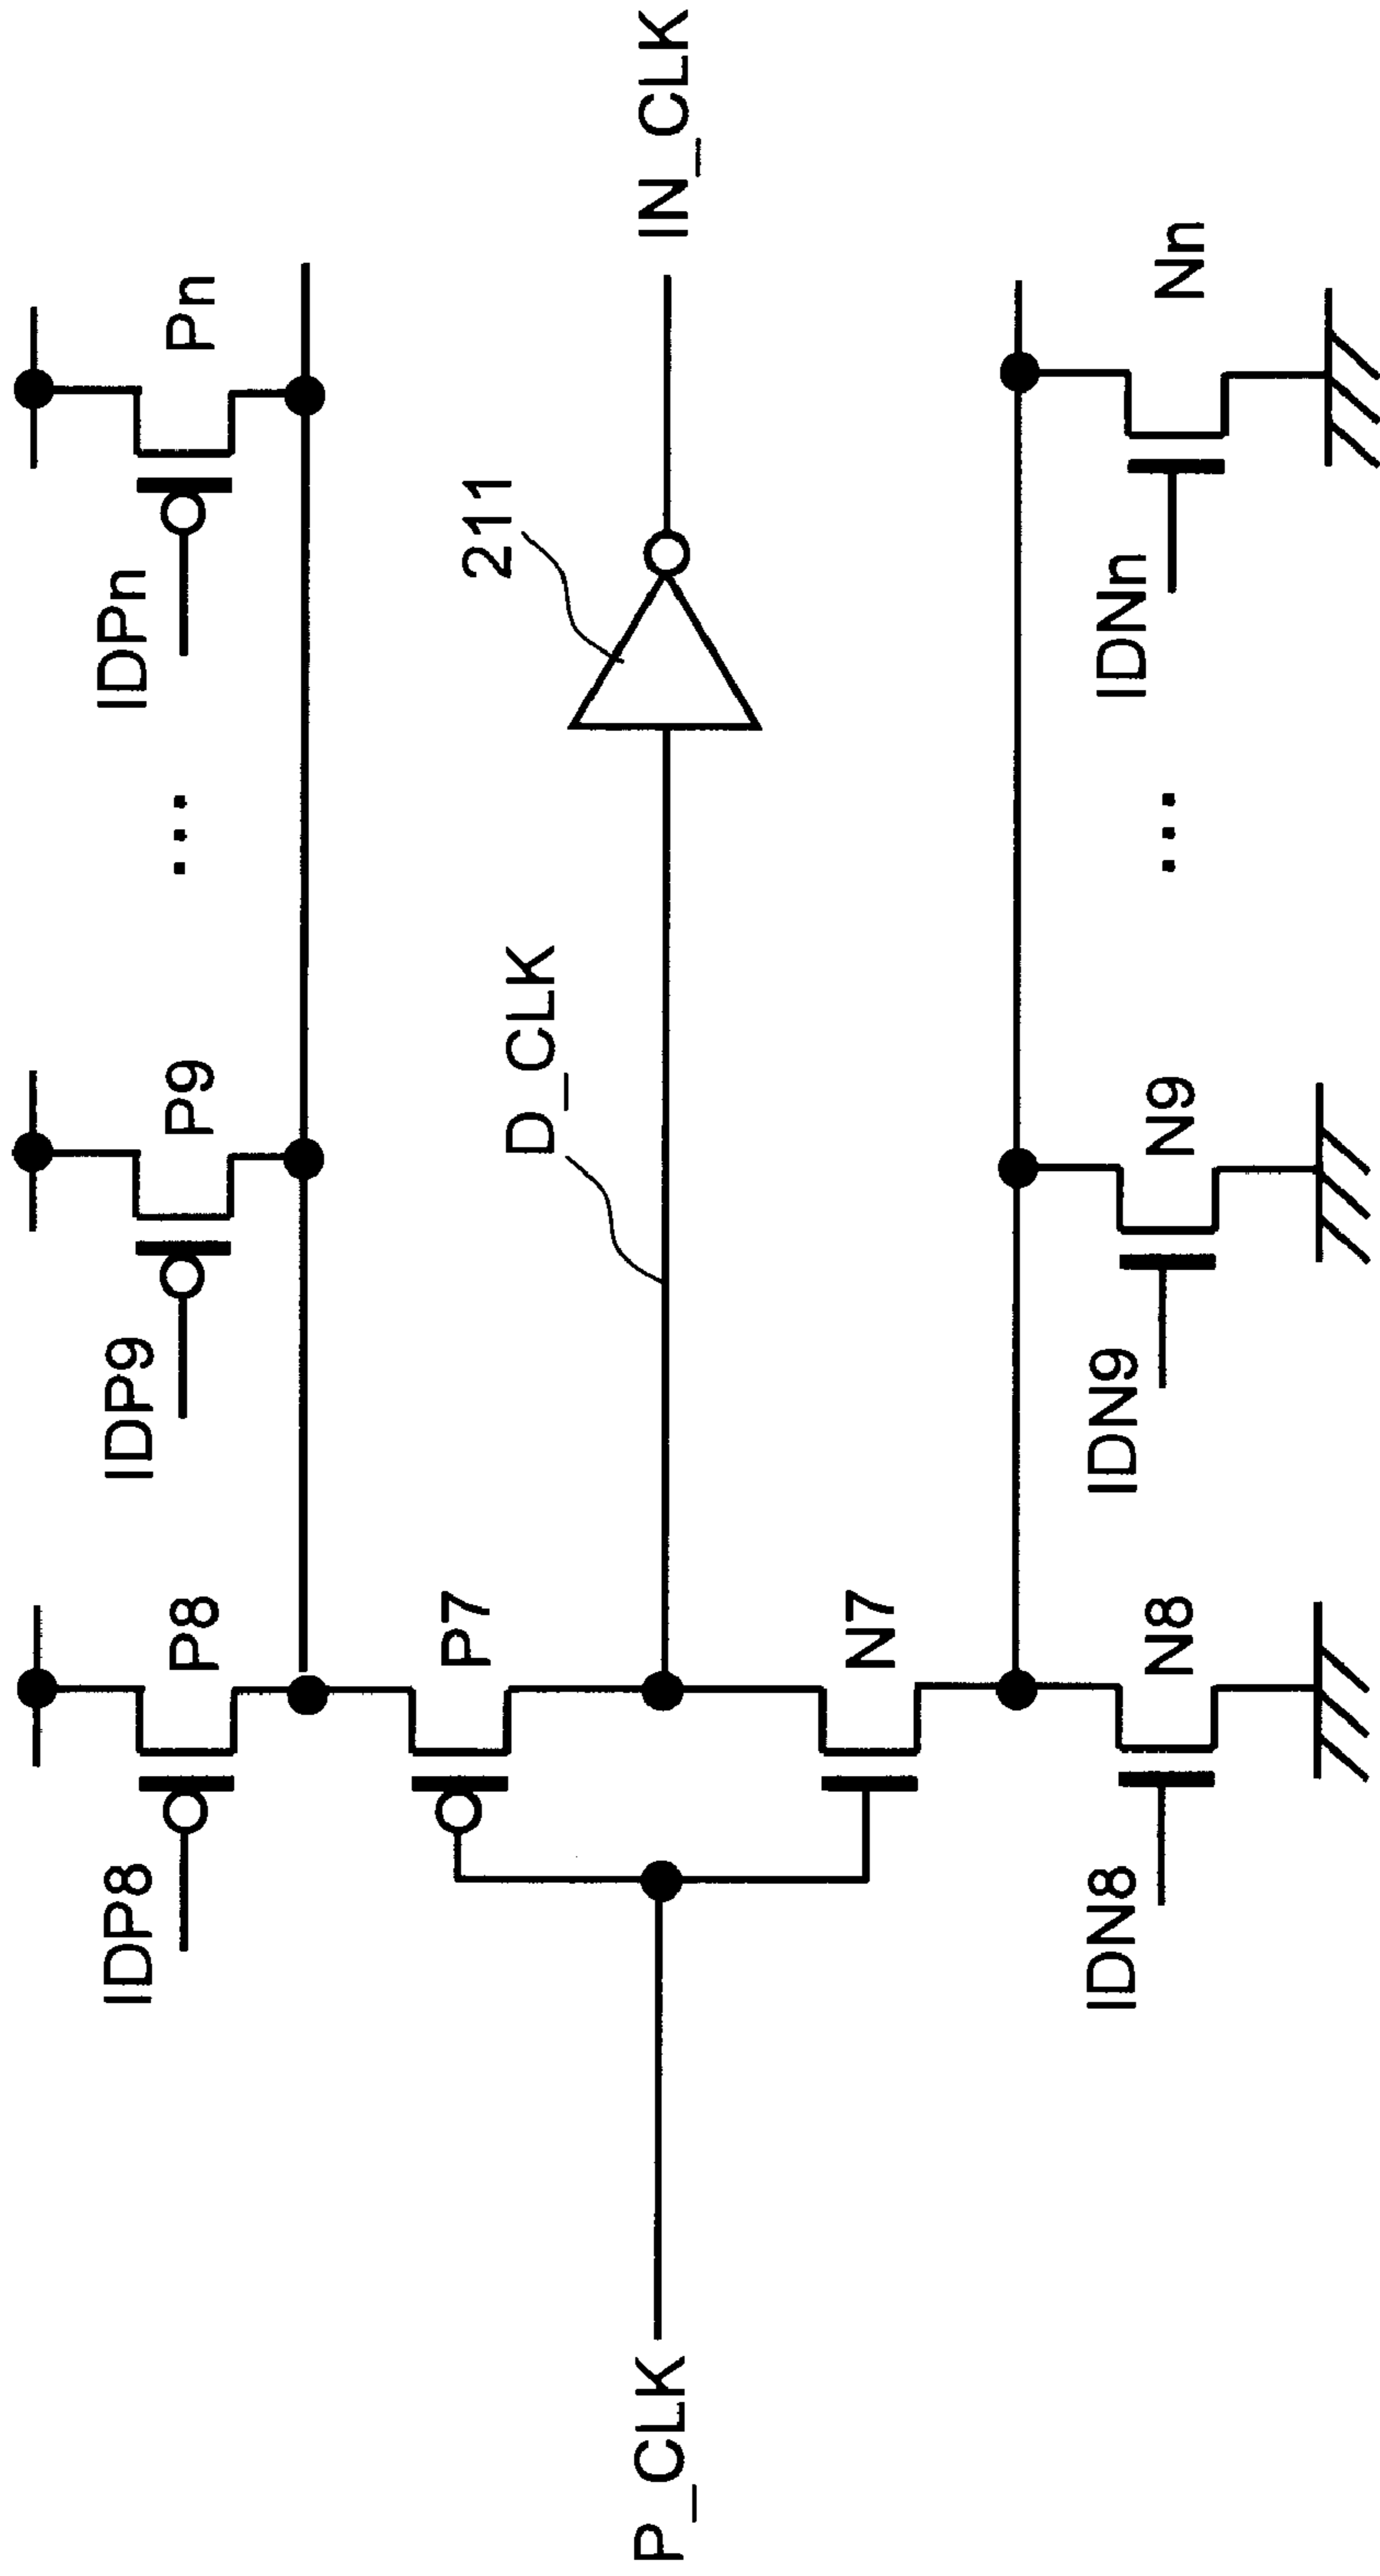 IDP8
P8
IDP9
P9
...
IDPn
Pn
P7
211
D_CLK
P_CLK
IN_CLK
N7
IDN8
N8
IDN9
N9
...
IDNn
Nn